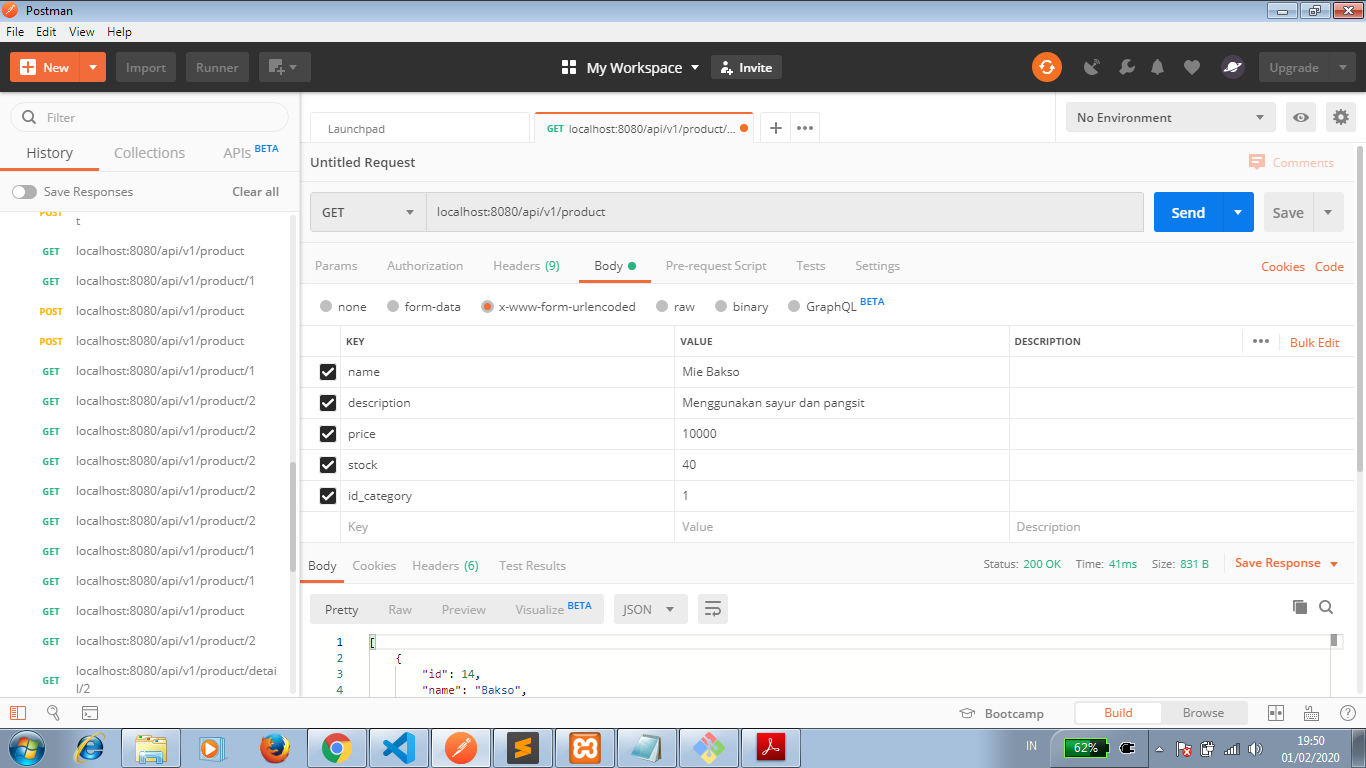 Postman
File Edit View Help
New Import Runner My Workspace Invite Upgrade
Filter
History Collections APIs BETA
Save Responses Clear all
POST t
GET localhost:8080/api/v1/product
GET localhost:8080/api/v1/product/1
POST localhost:8080/api/v1/product
POST localhost:8080/api/v1/product
GET localhost:8080/api/v1/product/1
GET localhost:8080/api/v1/product/2
GET localhost:8080/api/v1/product/2
GET localhost:8080/api/v1/product/2
GET localhost:8080/api/v1/product/2
GET localhost:8080/api/v1/product/2
GET localhost:8080/api/v1/product/1
GET localhost:8080/api/v1/product/1
GET localhost:8080/api/v1/product
GET localhost:8080/api/v1/product/2
GET localhost:8080/api/v1/product/detai
l/2
Launchpad GET localhost:8080/api/v1/product/... No Environment
Untitled Request Comments
GET localhost:8080/api/v1/product Send Save
Params Authorization Headers (9) Body Pre-request Script Tests Settings Cookies Code
none form-data x-www-form-urlencoded raw binary GraphQL BETA
KEY VALUE DESCRIPTION Bulk Edit
name Mie Bakso
description Menggunakan sayur dan pangsit
price 10000
stock 40
id_category 1
Key Value Description
Body Cookies Headers (6) Test Results Status: 200 OK Time: 41ms Size: 831 B Save Response
Pretty Raw Preview Visualize BETA JSON
1 [
2 {
3 "id": 14,
4 "name": "Bakso",
Bootcamp Build Browse
IN 62% 19:50
01/02/2020